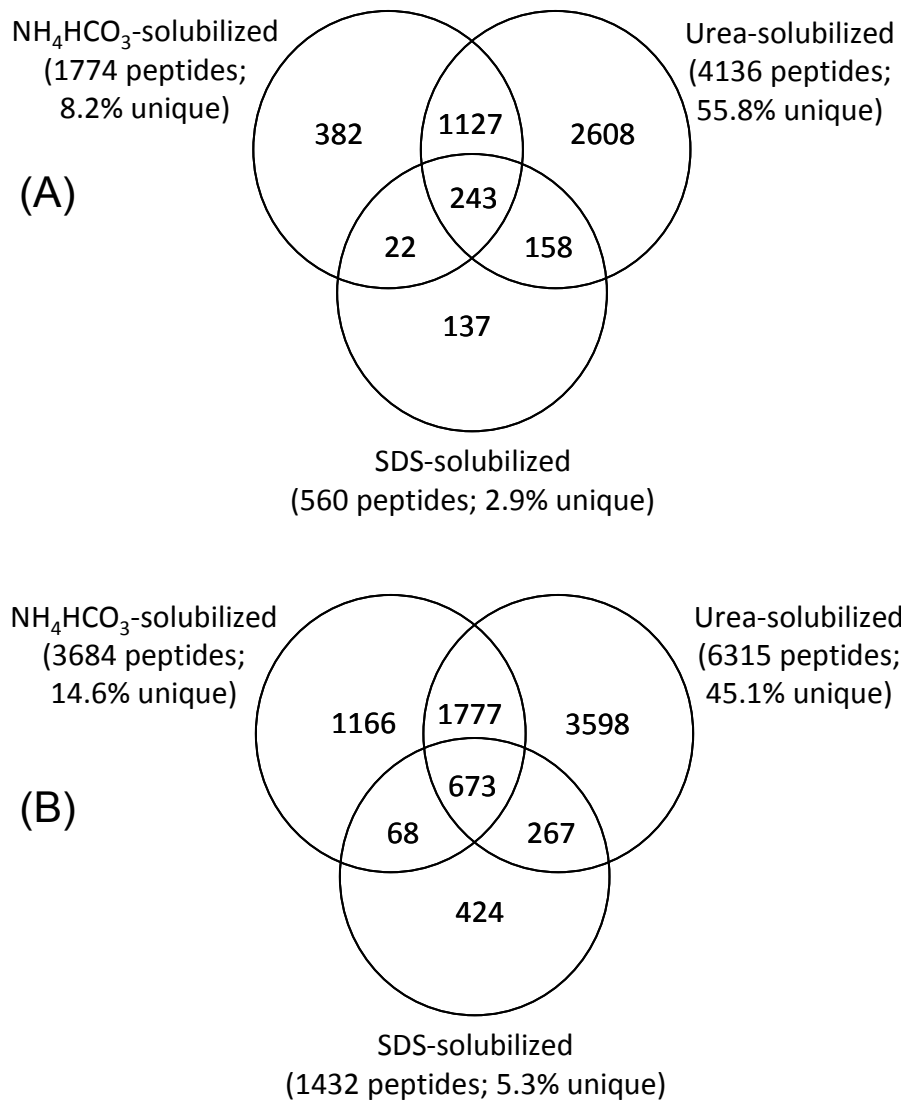 NH₄HCO₃-solubilized
(1774 peptides;
8.2% unique)
Urea-solubilized
(4136 peptides;
55.8% unique)
382
1127
2608
(A)
243
22
158
137
SDS-solubilized
(560 peptides; 2.9% unique)
NH₄HCO₃-solubilized
(3684 peptides;
14.6% unique)
Urea-solubilized
(6315 peptides;
45.1% unique)
1166
1777
3598
(B)
673
68
267
424
SDS-solubilized
(1432 peptides; 5.3% unique)